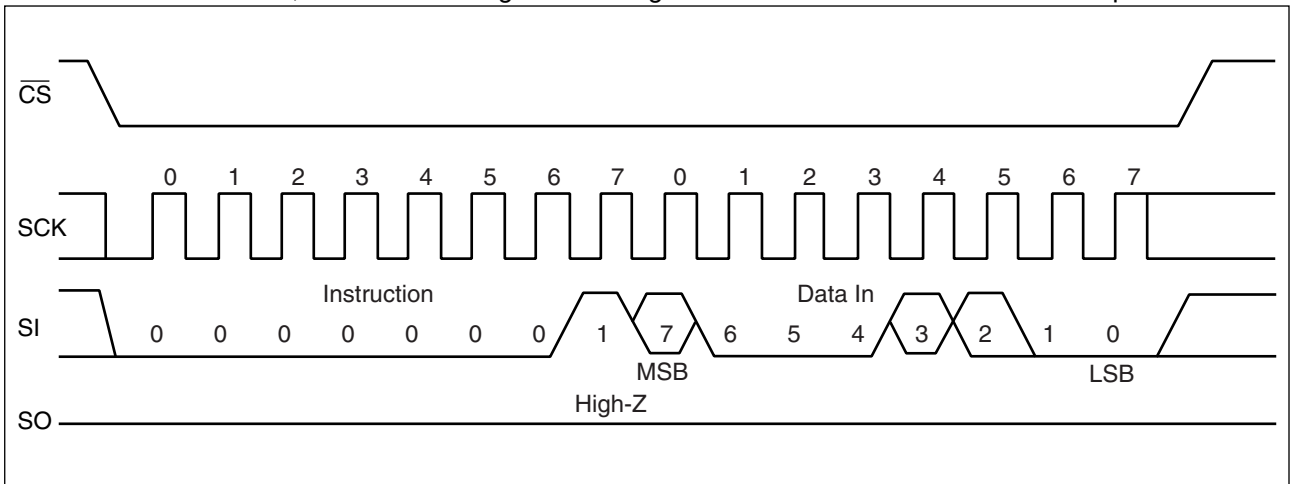 CS
0 1 2 3 4 5 6 7 0 1 2 3 4 5 6 7
SCK
Instruction Data In
SI 0 0 0 0 0 0 0 1 7 6 5 4 3 2 1 0
MSB LSB
High-Z
SO